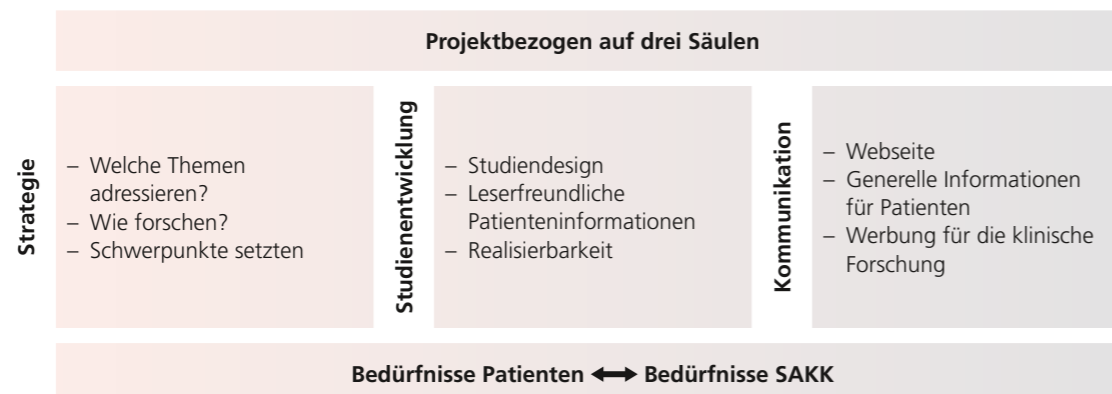 Projektbezogen auf drei Säulen
Strategie
– Welche Themen
adressieren?
– Wie forschen?
– Schwerpunkte setzten
Studienentwicklung
– Studiendesign
– Leserfreundliche
Patienteninformationen
– Realisierbarkeit
Kommunikation
– Webseite
– Generelle Informationen
für Patienten
– Werbung für die klinische
Forschung
Bedürfnisse Patienten ↔ Bedürfnisse SAKK